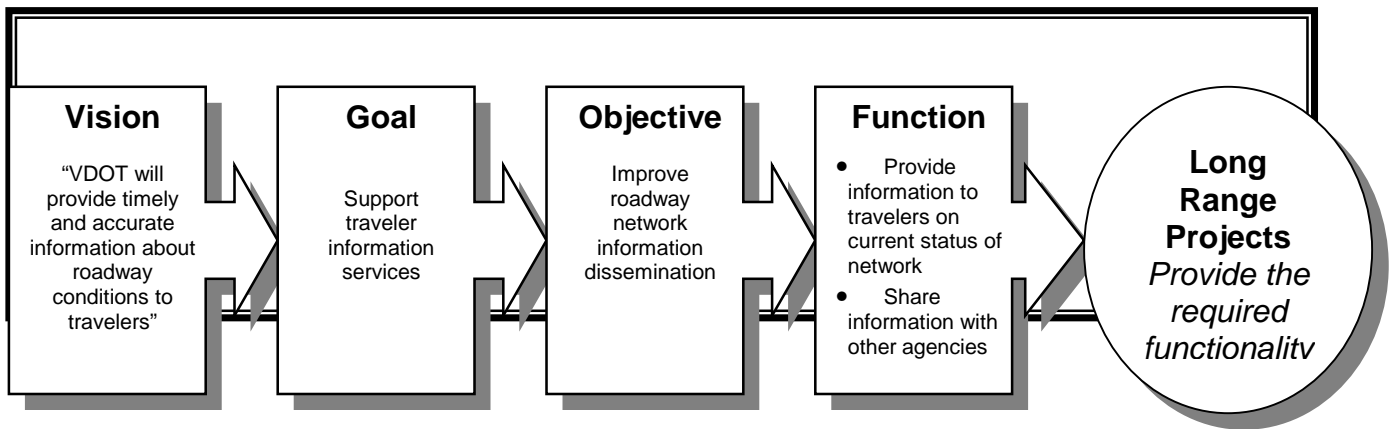 Vision
“VDOT will
provide timely
and accurate
information about
roadway
conditions to
travelers”
Goal
Support
traveler
information
services
Objective
Improve
roadway
network
information
dissemination
Function
• Provide
information to
travelers on
current status of
network
• Share
information with
other agencies
Long
Range
Projects
Provide the
required
functionality